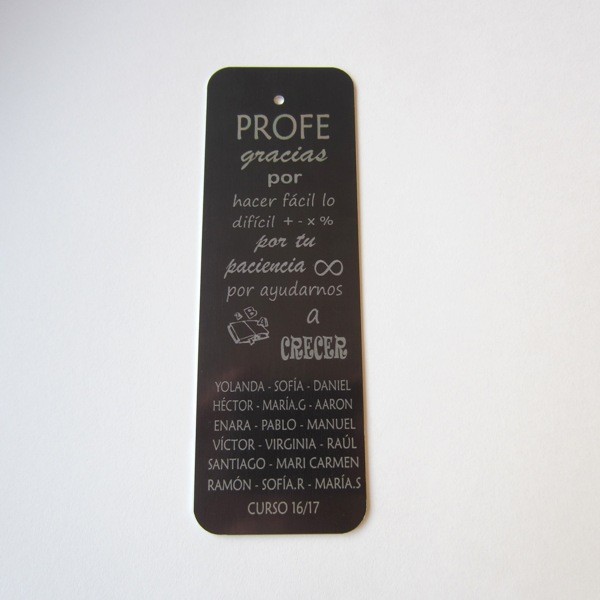 PROFE
gracias
por
hacer fácil lo
difícil + - x %
por tu
paciencia ∞
por ayudarnos
a
CRECER
YOLANDA - SOFÍA - DANIEL
HÉCTOR - MARÍA.G - AARON
ENARA - PABLO - MANUEL
VÍCTOR - VIRGINIA - RAÚL
SANTIAGO - MARI CARMEN
RAMÓN - SOFÍA.R - MARÍA.S
CURSO 16/17